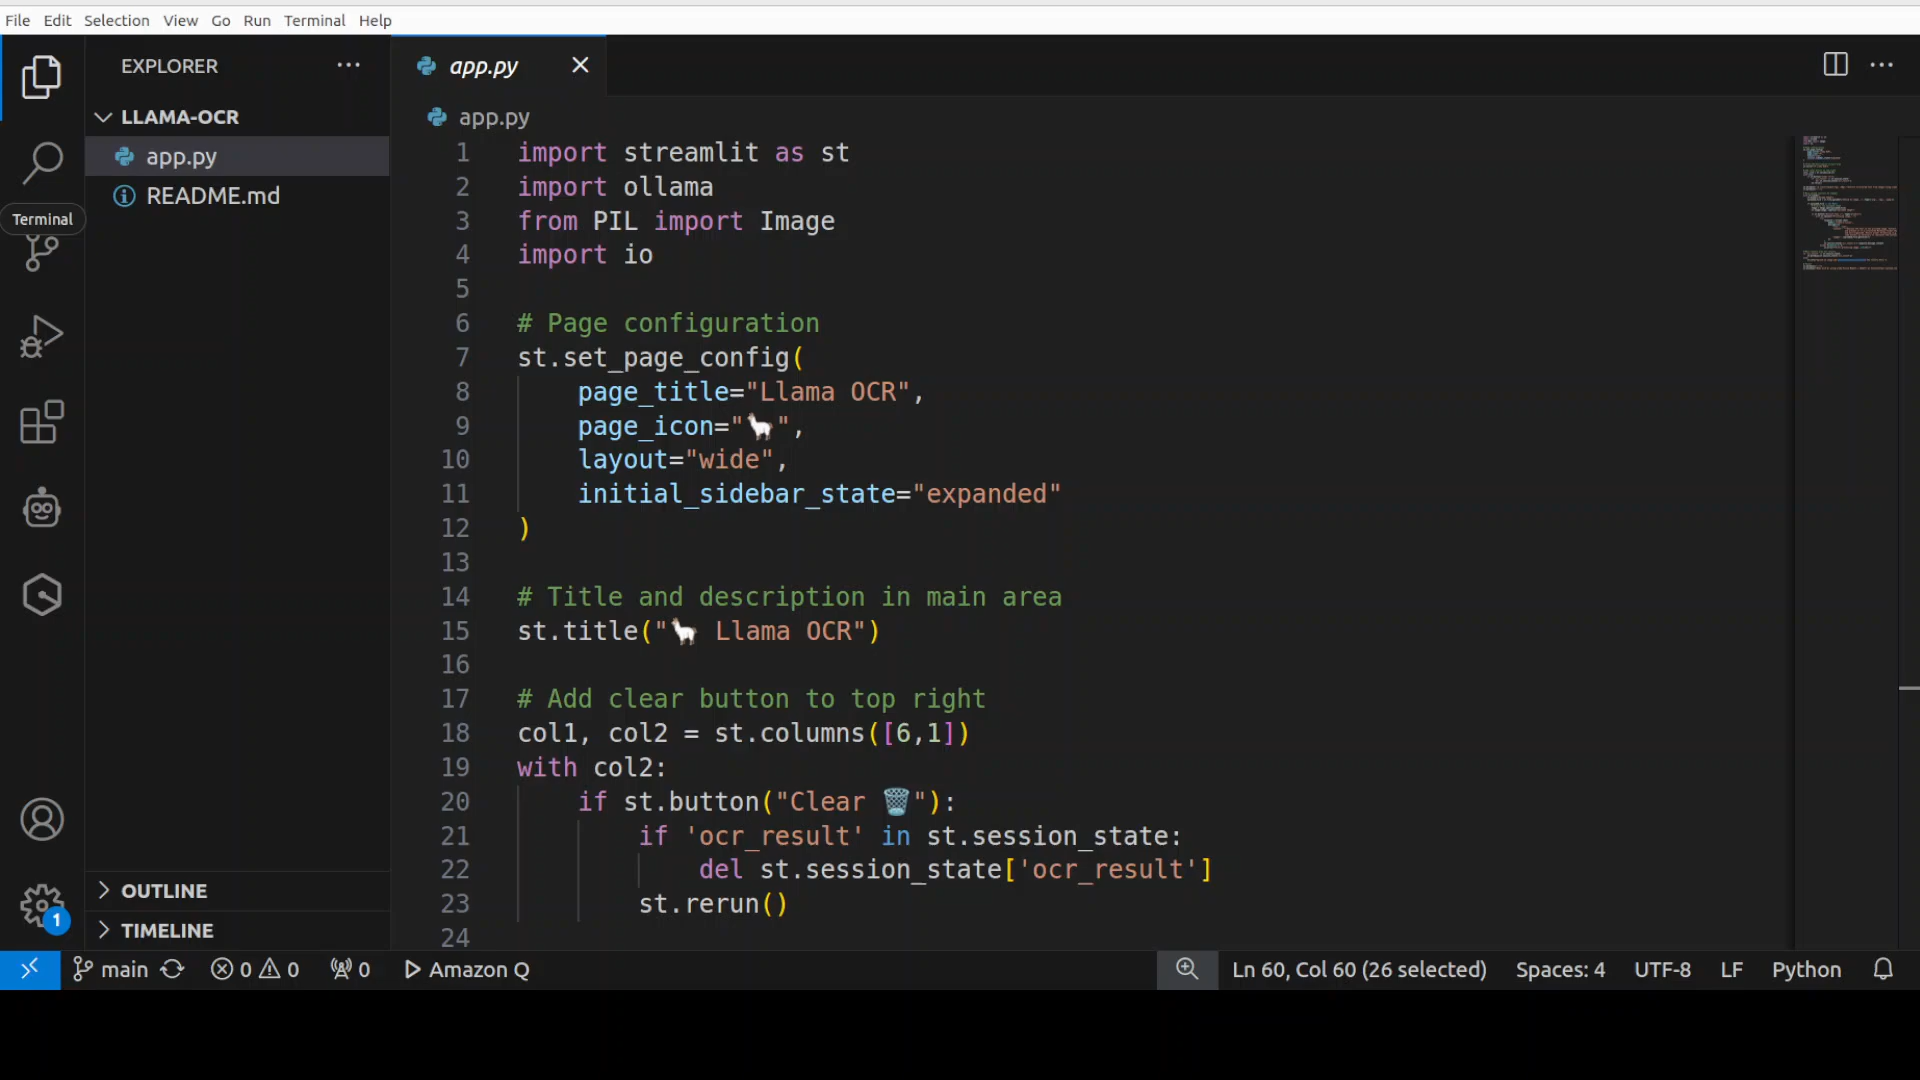 File Edit Selection View Go Run Terminal Help
EXPLORER
LLAMA-OCR
app.py
README.md
Terminal
OUTLINE
TIMELINE
app.py
app.py
1 import streamlit as st
2 import ollama
3 from PIL import Image
4 import io
5
6 # Page configuration
7 st.set_page_config(
8 page_title="Llama OCR",
9 page_icon="🦙",
10 layout="wide",
11 initial_sidebar_state="expanded"
12 )
13
14 # Title and description in main area
15 st.title("🦙 Llama OCR")
16
17 # Add clear button to top right
18 col1, col2 = st.columns([6,1])
19 with col2:
20 if st.button("Clear 🗑️"):
21 if 'ocr_result' in st.session_state:
22 del st.session_state['ocr_result']
23 st.rerun()
24
1
main 0 0 0 Amazon Q Ln 60, Col 60 (26 selected) Spaces: 4 UTF-8 LF Python